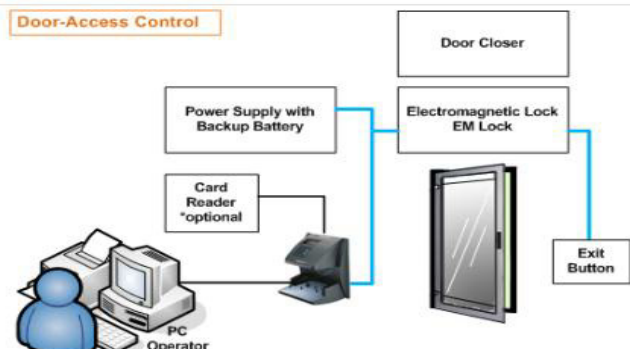 Door-Access Control
Door Closer
Power Supply with
Backup Battery
Electromagnetic Lock
EM Lock
Card
Reader
*optional
Exit
Button
PC
Operator